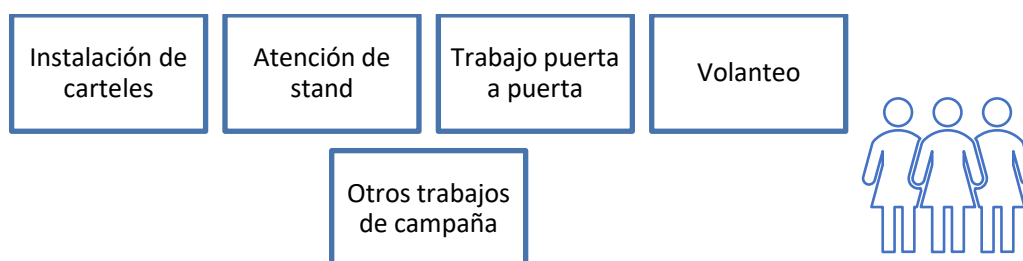 Instalación de
carteles
Atención de
stand
Trabajo puerta
a puerta
Volanteo
Otros trabajos
de campaña